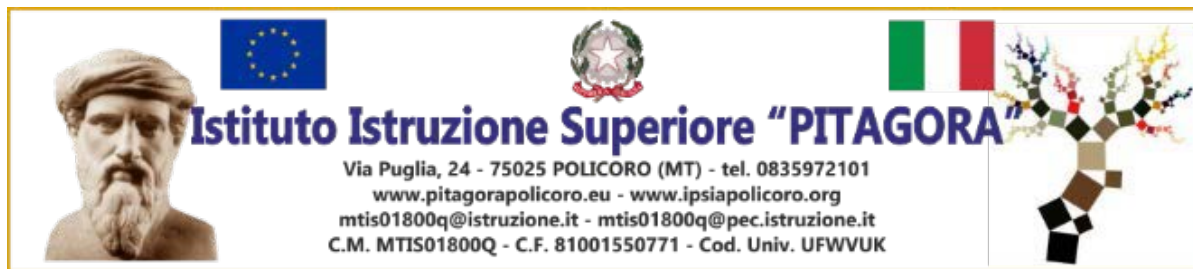 Istituto Istruzione Superiore “PITAGORA”
Via Puglia, 24 - 75025 POLICORO (MT) - tel. 0835972101
www.pitagorapolicoro.eu - www.ipsiapolicoro.org
mtis01800q@istruzione.it - mtis01800q@pec.istruzione.it
C.M. MTIS01800Q - C.F. 81001550771 - Cod. Univ. UFWVUK